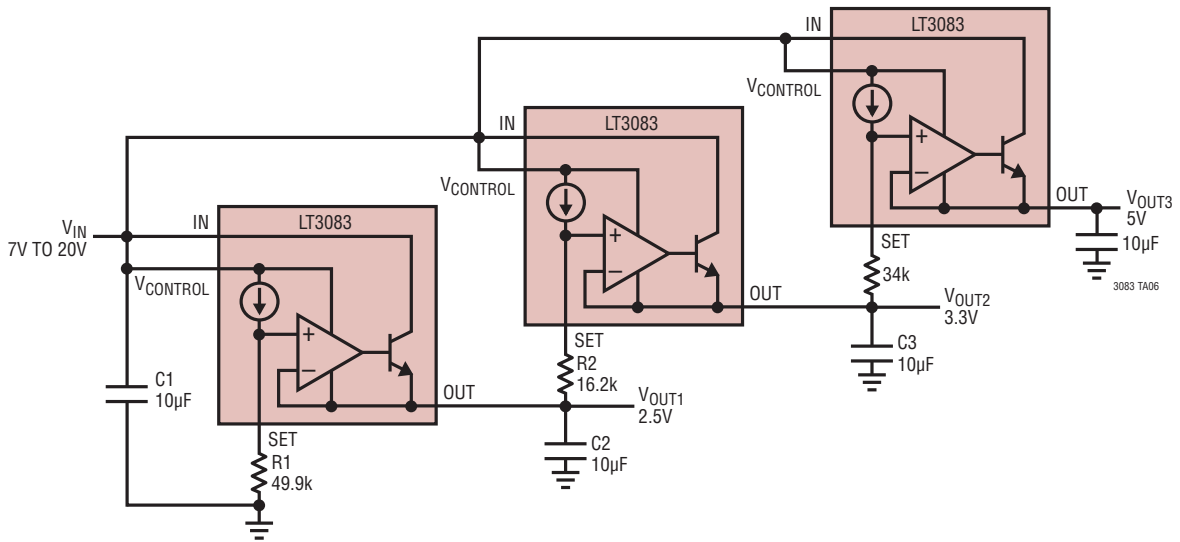 IN
LT3083
VCONTROL
+
–
OUT
VOUT3
5V
10µF
SET
34k
3083 TA06
IN
LT3083
VCONTROL
+
–
OUT
VOUT2
3.3V
C3
10µF
SET
R2
16.2k
VIN
7V TO 20V
IN
LT3083
VCONTROL
+
–
OUT
VOUT1
2.5V
C2
10µF
C1
10µF
SET
R1
49.9k